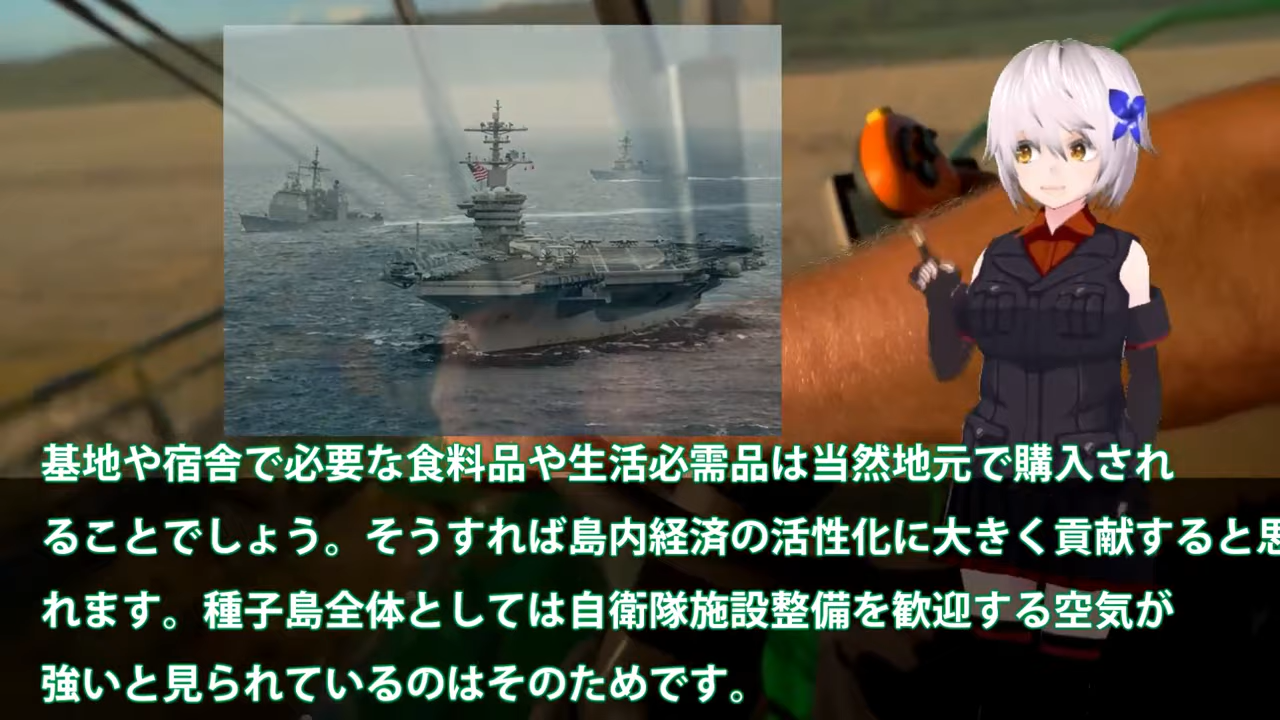 基地や宿舎で必要な食料品や生活必需品は当然地元で購入され
ることでしょう。そうすれば島内経済の活性化に大きく貢献すると思
れます。種子島全体としては自衛隊施設整備を歓迎する空気が
強いと見られているのはそのためです。